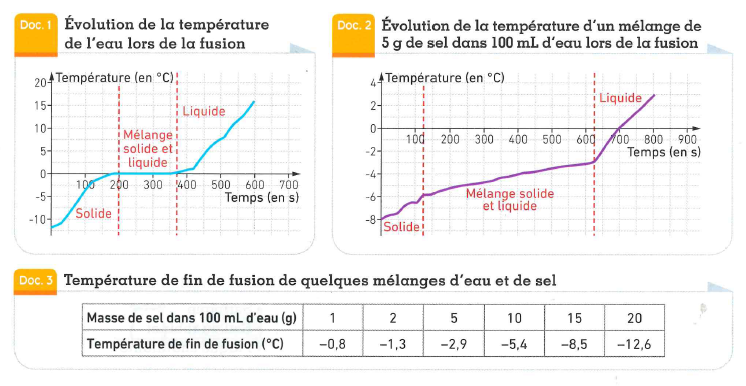 Doc. 1 Évolution de la température
de l'eau lors de la fusion
Température (en °C)
20
15
10
5
0
-5
-10
100 200 300 400 500 600 700
Temps (en s)
Solide
Mélange
solide et
liquide
Liquide
Doc. 2 Évolution de la température d'un mélange de
5 g de sel dans 100 mL d'eau lors de la fusion
Température (en °C)
4
2
0
-2
-4
-6
-8
100 200 300 400 500 600 700 800 900
Temps (en s)
Solide
Mélange solide
et liquide
Liquide
Doc. 3 Température de fin de fusion de quelques mélanges d'eau et de sel
Masse de sel dans 100 mL d'eau (g) 1 2 5 10 15 20
Température de fin de fusion (°C) –0,8 –1,3 –2,9 –5,4 –8,5 –12,6